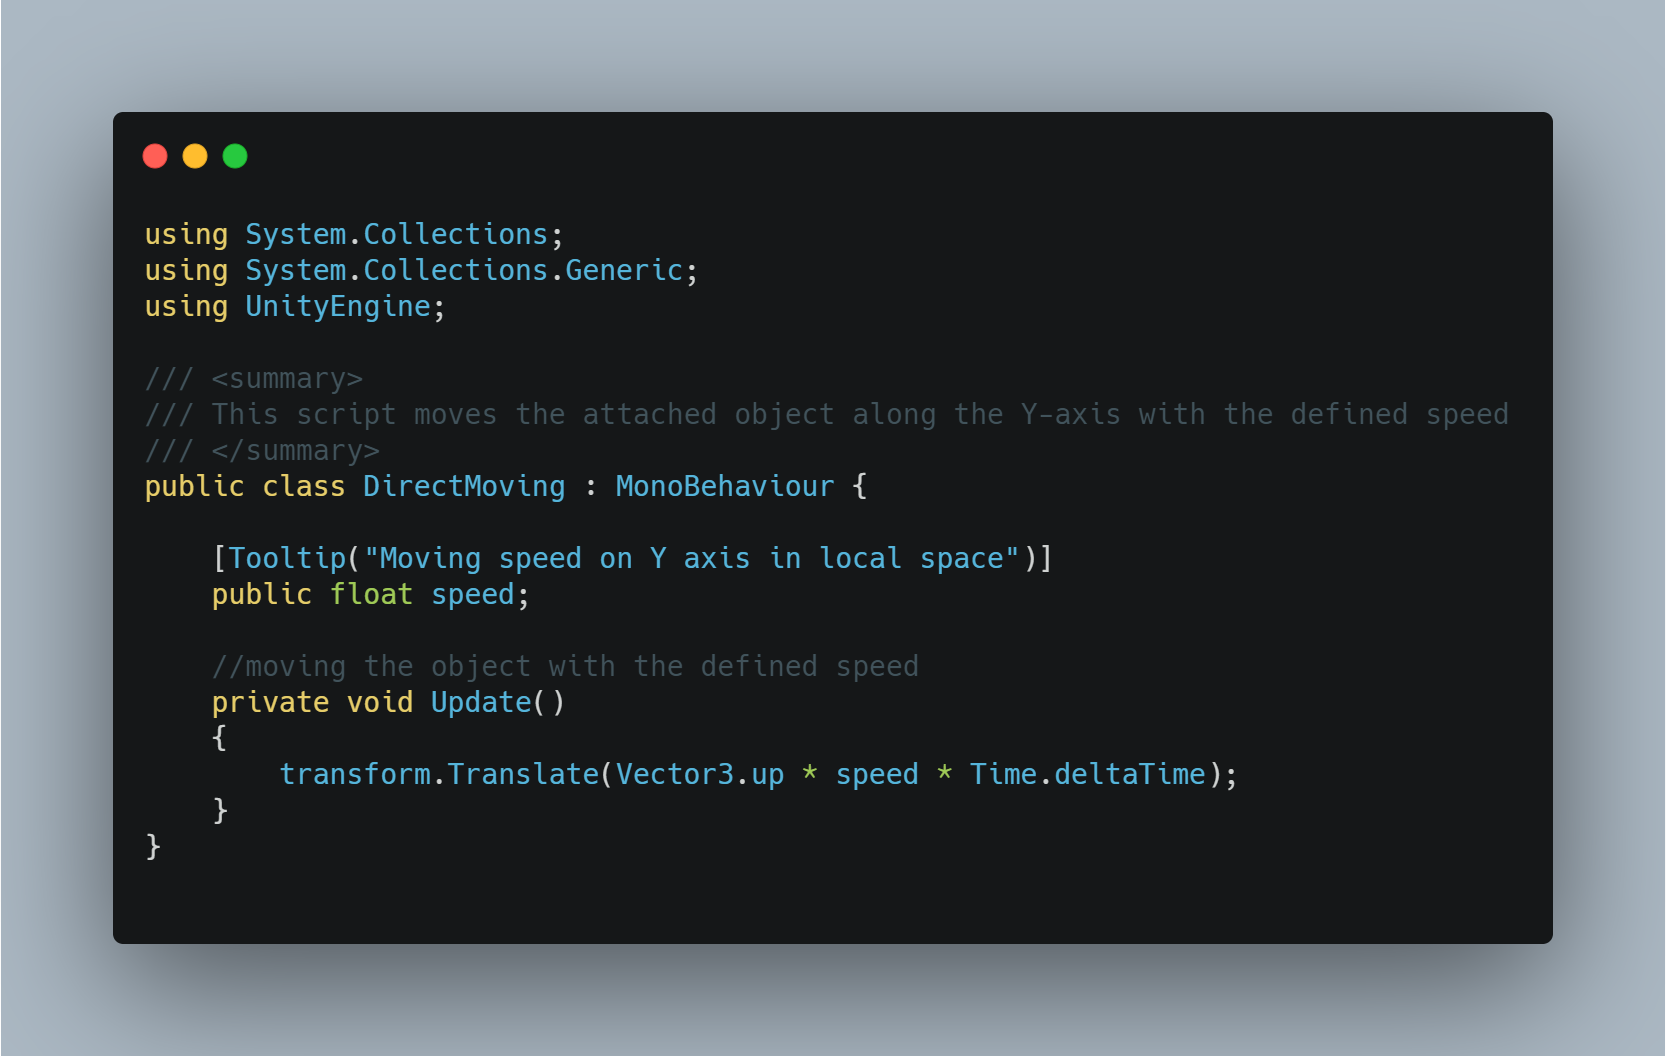 using System.Collections;
using System.Collections.Generic;
using UnityEngine;
/// <summary>
/// This script moves the attached object along the Y-axis with the defined speed
/// </summary>
public class DirectMoving : MonoBehaviour {
[Tooltip("Moving speed on Y axis in local space")]
public float speed;
//moving the object with the defined speed
private void Update()
{
transform.Translate(Vector3.up * speed * Time.deltaTime);
}
}